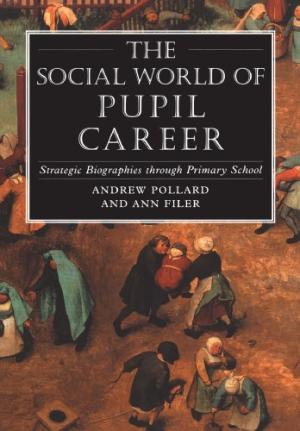 THE
SOCIAL WORLD OF
PUPIL
CAREER
Strategic Biographies through Primary School
ANDREW POLLARD
AND ANN FILER